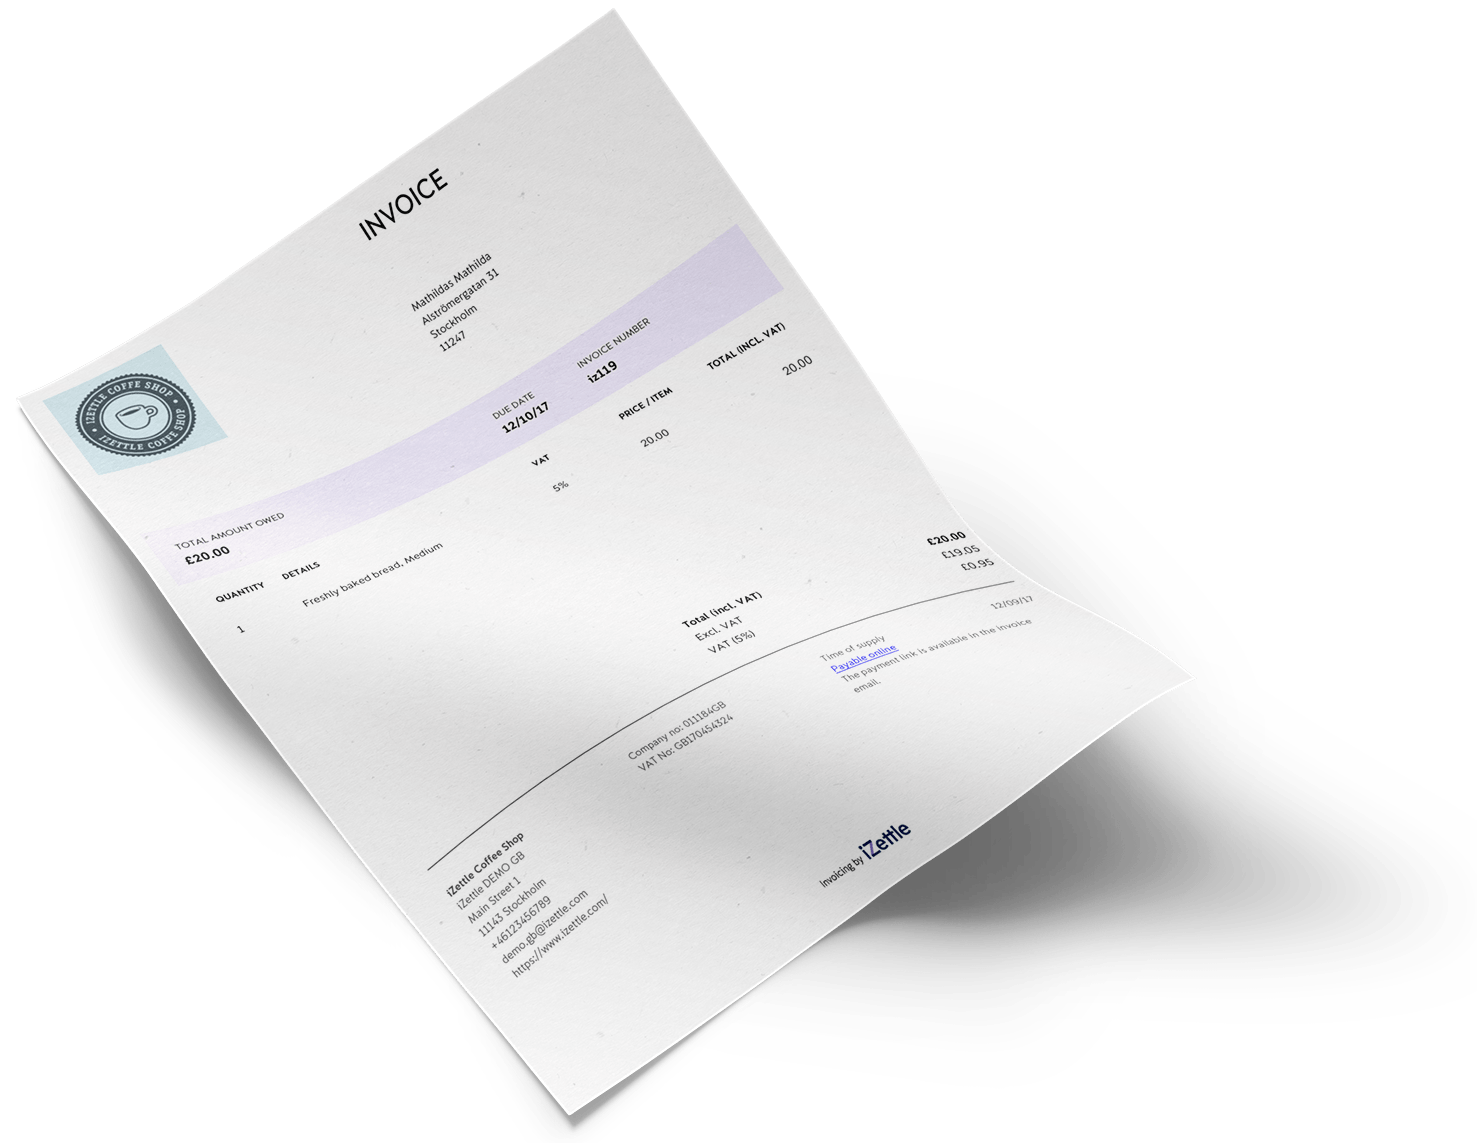 INVOICE
IZETTLE COFFE SHOP
IZETTLE COFFE SHOP
Mathildas Mathilda
Alströmergatan 31
Stockholm
11247
TOTAL AMOUNT OWED
£20.00
DUE DATE
12/10/17
INVOICE NUMBER
iz119
QUANTITY DETAILS VAT PRICE / ITEM TOTAL (INCL. VAT)
1 Freshly baked bread, Medium 5% 20.00 20.00
Total (incl. VAT) £20.00
Excl. VAT £19.05
VAT (5%) £0.95
iZettle Coffee Shop
iZettle DEMO GB
Main Street 1
11143 Stockholm
+46123456789
demo.gb@izettle.com
https://www.izettle.com/
Company no: 011184GB
VAT No: GB170454324
Time of supply 12/09/17
Payable online
The payment link is available in the invoice
email.
Invoicing by iZettle